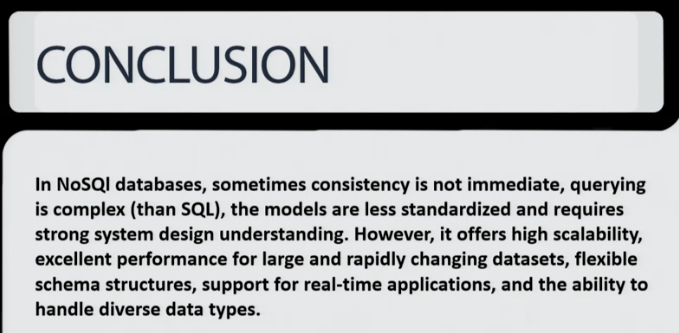 CONCLUSION
In NoSQl databases, sometimes consistency is not immediate, querying
is complex (than SQL), the models are less standardized and requires
strong system design understanding. However, it offers high scalability,
excellent performance for large and rapidly changing datasets, flexible
schema structures, support for real-time applications, and the ability to
handle diverse data types.